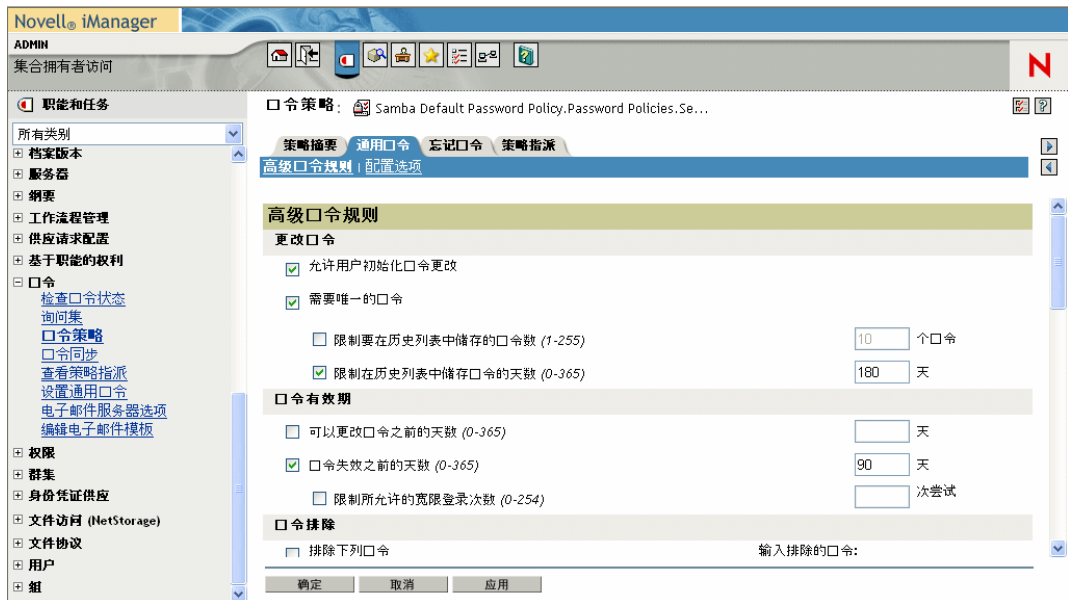 Novell® iManager
ADMIN
集合拥有者访问
N
职能和任务
所有类别
档案版本
服务器
纲要
工作流程管理
供应请求配置
基于职能的权利
口令
检查口令状态
询问集
口令策略
口令同步
查看策略指派
设置通用口令
电子邮件服务器选项
编辑电子邮件模板
权限
群集
身份凭证供应
文件访问 (NetStorage)
文件协议
用户
组
口令策略: Samba Default Password Policy.Password Policies.Se...
策略摘要 通用口令 忘记口令 策略指派
高级口令规则 | 配置选项
高级口令规则
更改口令
允许用户初始化口令更改
需要唯一的口令
限制要在历史列表中储存的口令数 (1-255) 10 个口令
限制在历史列表中储存口令的天数 (0-365) 180 天
口令有效期
可以更改口令之前的天数 (0-365) 天
口令失效之前的天数 (0-365) 90 天
限制所允许的宽限登录次数 (0-254) 次尝试
口令排除
排除下列口令 输入排除的口令:
确定 取消 应用